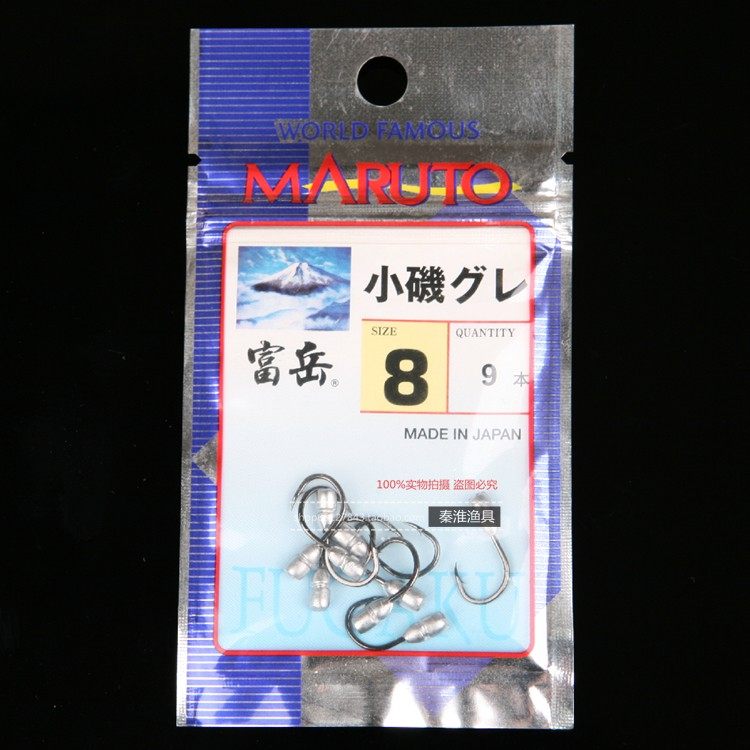 WORLD FAMOUS
MARUTO
小磯グレ
富岳®
SIZE
8
QUANTITY
9本
MADE IN JAPAN
100%实物拍摄 盗图必究
秦淮渔具
FUGAKU